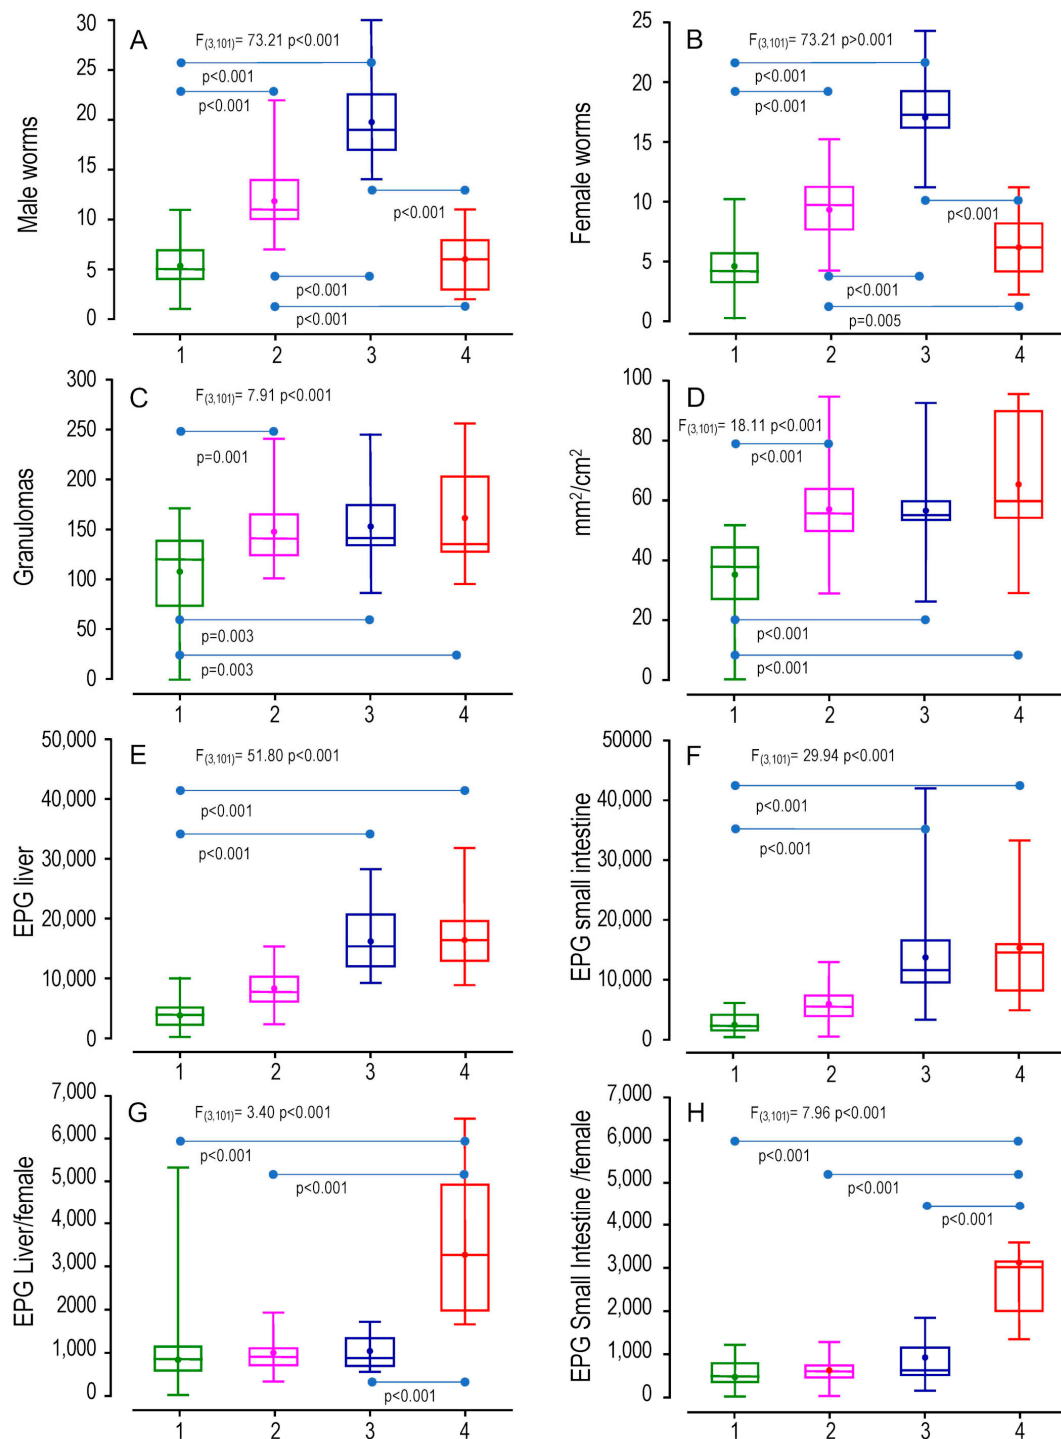 A
F(3,101)= 73.21 p<0.001
p<0.001
p<0.001
p<0.001
p<0.001
p<0.001
Male worms
30
25
20
15
10
5
0
1 2 3 4
B
F(3,101)= 73.21 p>0.001
p<0.001
p<0.001
p<0.001
p<0.001
p=0.005
Female worms
25
20
15
10
5
0
1 2 3 4
C
F(3,101)= 7.91 p<0.001
p=0.001
p=0.003
p=0.003
Granulomas
300
250
200
150
100
50
0
1 2 3 4
D
F(3,101)= 18.11 p<0.001
p<0.001
p<0.001
p<0.001
mm²/cm²
100
80
60
40
20
0
1 2 3 4
E
F(3,101)= 51.80 p<0.001
p<0.001
p<0.001
EPG liver
50,000
40,000
30,000
20,000
10,000
0
1 2 3 4
F
F(3,101)= 29.94 p<0.001
p<0.001
p<0.001
EPG small intestine
50000
40,000
30,000
20,000
10,000
0
1 2 3 4
G
F(3,101)= 3.40 p<0.001
p<0.001
p<0.001
p<0.001
EPG Liver/female
7,000
6,000
5,000
4,000
3,000
2000
1,000
0
1 2 3 4
H
F(3,101)= 7.96 p<0.001
p<0.001
p<0.001
p<0.001
EPG Small Intestine /female
7,000
6,000
5,000
4,000
3,000
2,000
1,000
0
1 2 3 4